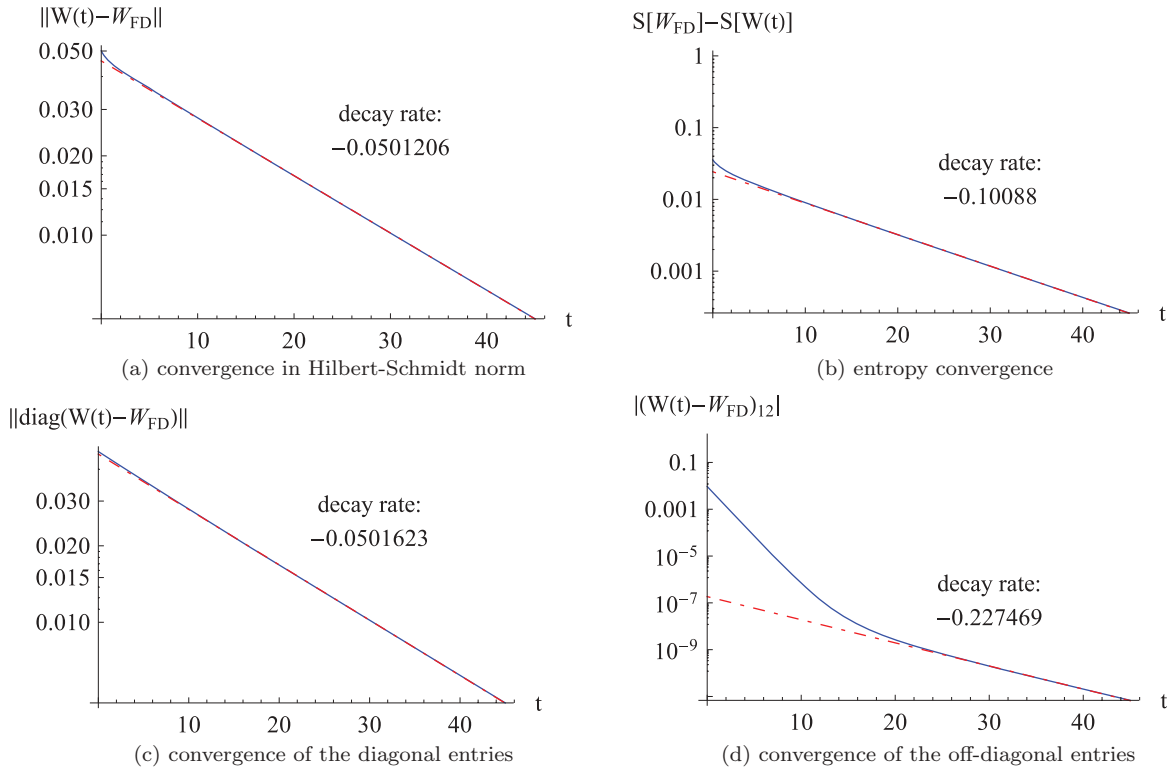 ||W(t)−W_FD||
0.050
0.030
0.020
0.015
0.010
decay rate:
−0.0501206
10 20 30 40 t
(a) convergence in Hilbert-Schmidt norm
S[W_FD]−S[W(t)]
1
0.1
0.01
0.001
decay rate:
−0.10088
10 20 30 40 t
(b) entropy convergence
||diag(W(t)−W_FD)||
0.030
0.020
0.015
0.010
decay rate:
−0.0501623
10 20 30 40 t
(c) convergence of the diagonal entries
|(W(t)−W_FD)_12|
0.1
0.001
10^−5
10^−7
10^−9
decay rate:
−0.227469
10 20 30 40 t
(d) convergence of the off-diagonal entries